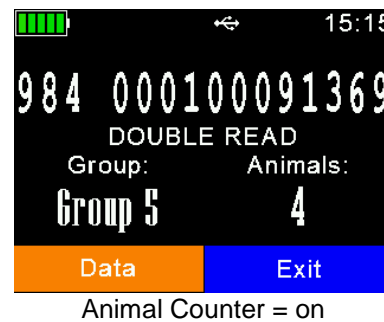 15:15
984 000100091369
DOUBLE READ
Group: Animals:
Group 5 4
Data Exit
Animal Counter = on